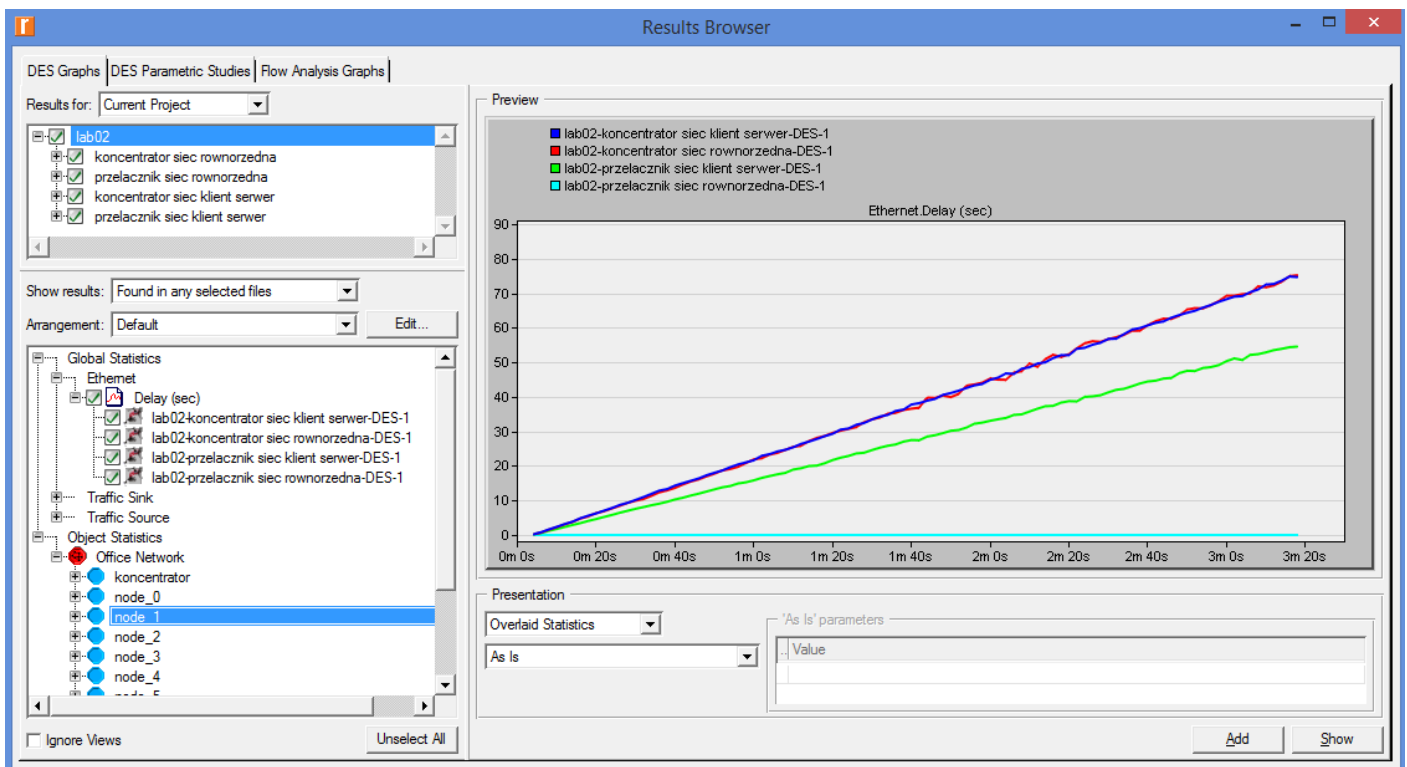 Results Browser
DES Graphs DES Parametric Studies Flow Analysis Graphs
Results for: Current Project
lab02
koncentrator siec rownorzedna
przelacznik siec rownorzedna
koncentrator siec klient serwer
przelacznik siec klient serwer
Show results: Found in any selected files
Arrangement: Default Edit...
Global Statistics
Ethernet
Delay (sec)
lab02-koncentrator siec klient serwer-DES-1
lab02-koncentrator siec rownorzedna-DES-1
lab02-przelacznik siec klient serwer-DES-1
lab02-przelacznik siec rownorzedna-DES-1
Traffic Sink
Traffic Source
Object Statistics
Office Network
koncentrator
node_0
node_1
node_2
node_3
node_4
Ignore Views Unselect All
Preview
lab02-koncentrator siec klient serwer-DES-1
lab02-koncentrator siec rownorzedna-DES-1
lab02-przelacznik siec klient serwer-DES-1
lab02-przelacznik siec rownorzedna-DES-1
Ethernet.Delay (sec)
90
80
70
60
50
40
30
20
10
0
0m 0s 0m 20s 0m 40s 1m 0s 1m 20s 1m 40s 2m 0s 2m 20s 2m 40s 3m 0s 3m 20s
Presentation
Overlaid Statistics
As Is
'As Is' parameters
.. Value
Add Show